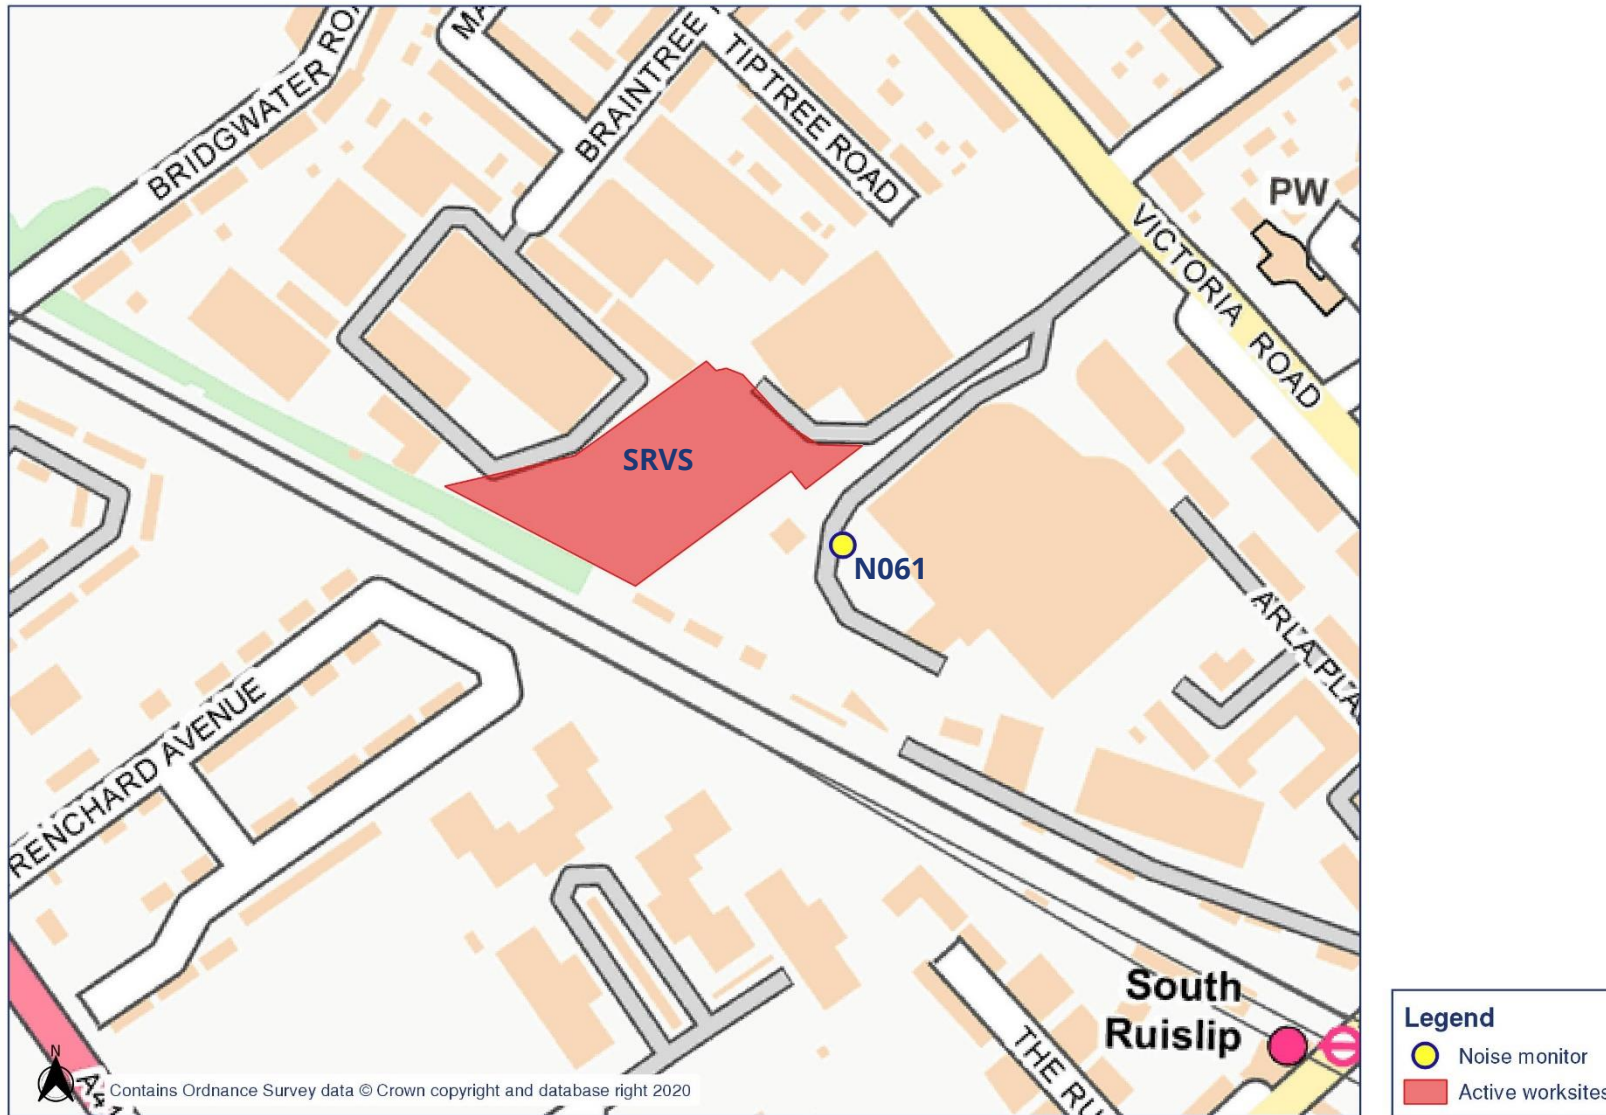 BRIDGWATER
MA
BRAINTREE
TIPTREE ROAD
VICTORIA ROAD
PW
SRVS
N061
ARLA PLA
RENCHARD AVENUE
South
Ruislip
THE RU
N
Contains Ordnance Survey data © Crown copyright and database right 2020
Legend
Noise monitor
Active worksites